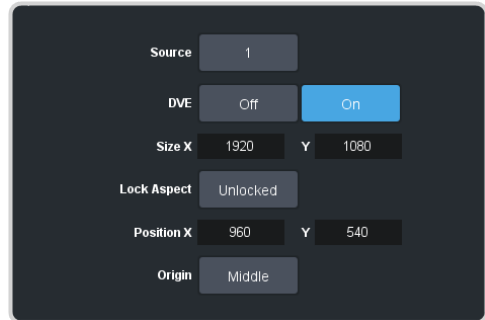 Source 1
DVE Off On
Size X 1920 Y 1080
Lock Aspect Unlocked
Position X 960 Y 540
Origin Middle